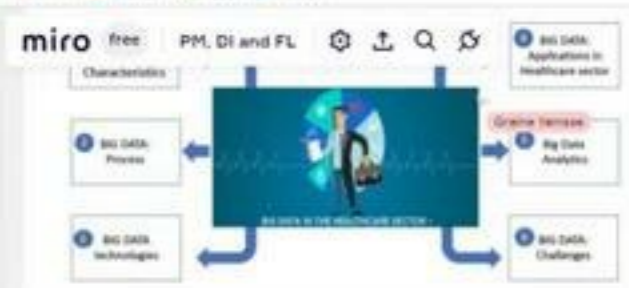 miro free PM, DI and FL
Characteristics
BIG DATA:
Applications in
Healthcare sector
BIG DATA:
Process
Big Data
Analytics
BIG DATA IN THE HEALTHCARE SECTOR
BIG DATA
technologies
BIG DATA:
Challenges